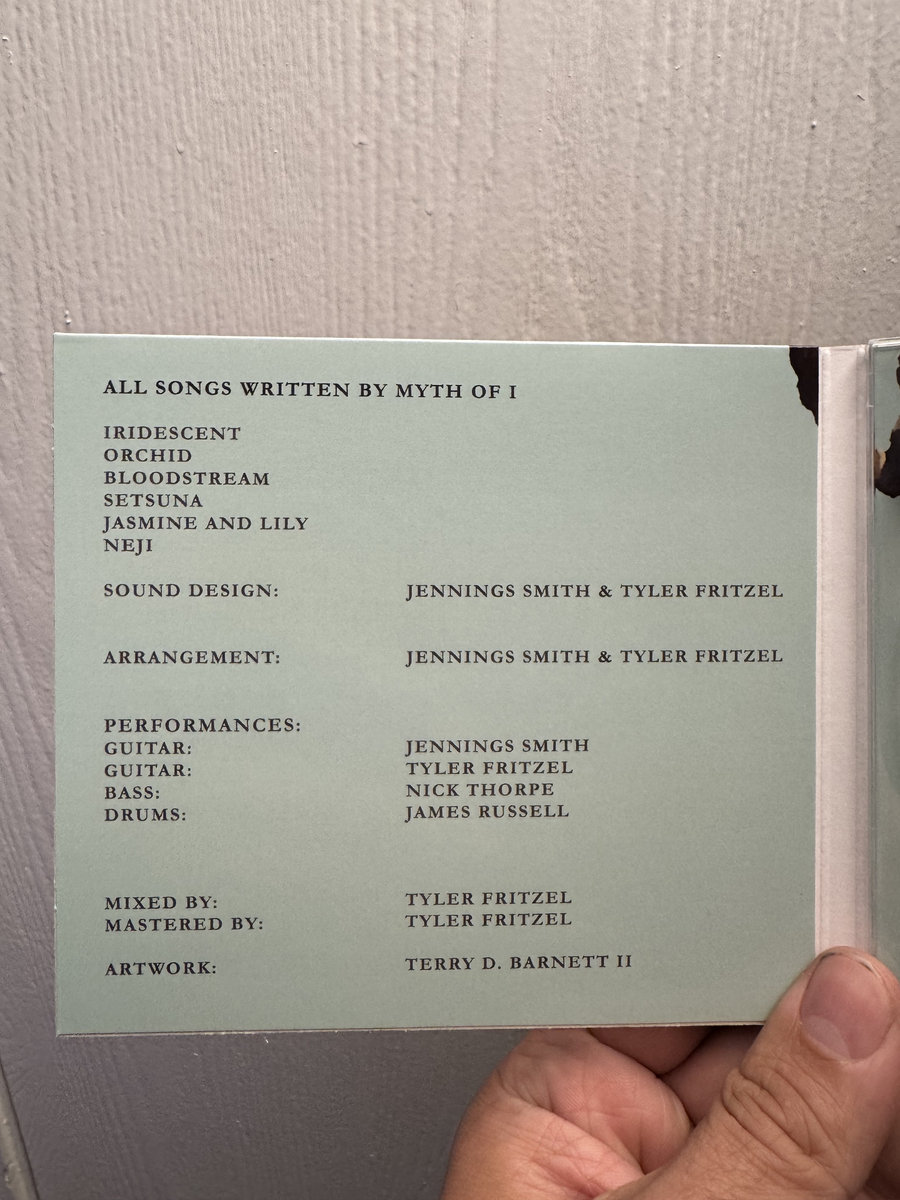 ALL SONGS WRITTEN BY MYTH OF I
IRIDESCENT
ORCHID
BLOODSTREAM
SETSUNA
JASMINE AND LILY
NEJI
SOUND DESIGN: JENNINGS SMITH & TYLER FRITZEL
ARRANGEMENT: JENNINGS SMITH & TYLER FRITZEL
PERFORMANCES:
GUITAR: JENNINGS SMITH
GUITAR: TYLER FRITZEL
BASS: NICK THORPE
DRUMS: JAMES RUSSELL
MIXED BY: TYLER FRITZEL
MASTERED BY: TYLER FRITZEL
ARTWORK: TERRY D. BARNETT II